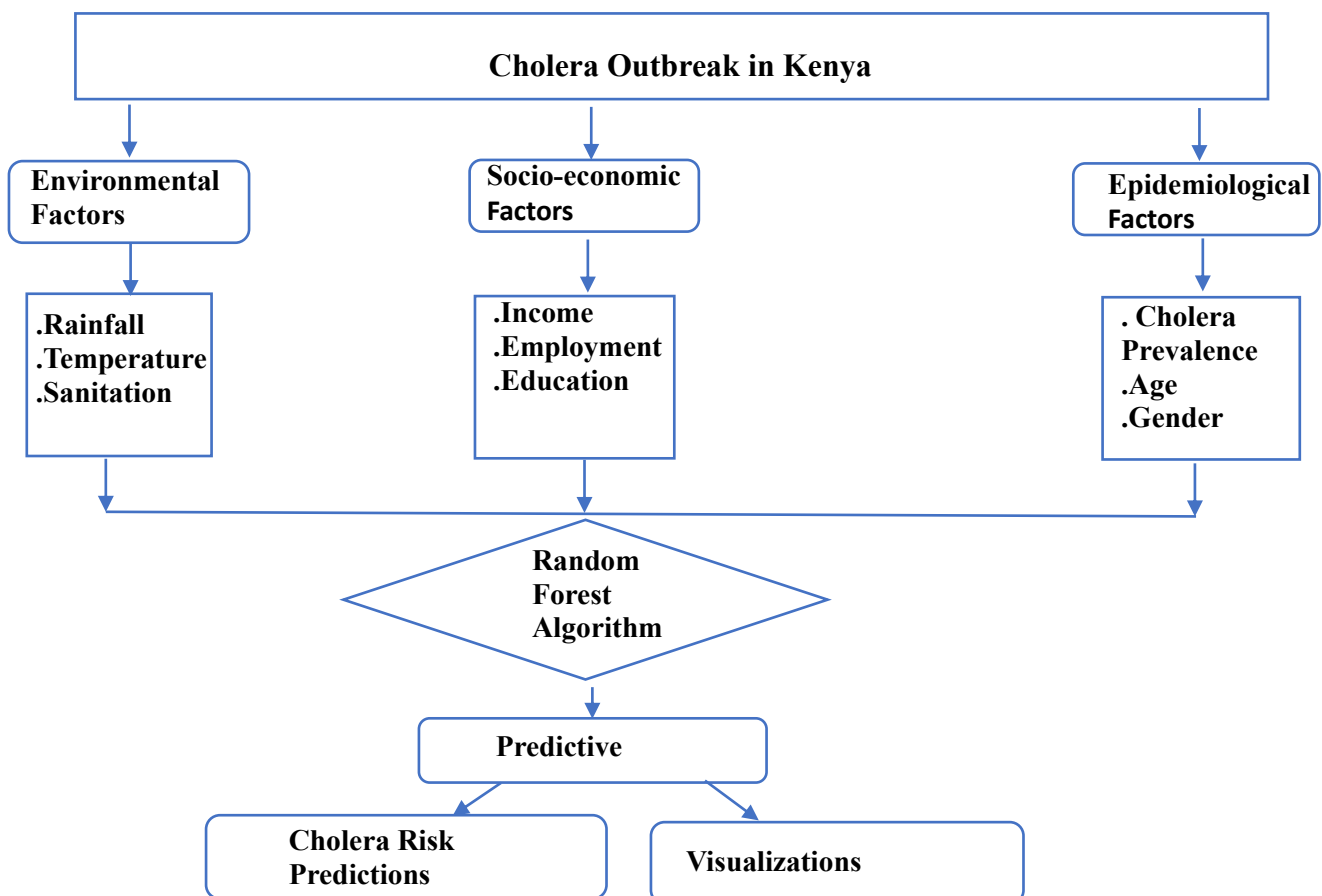 Cholera Outbreak in Kenya
Environmental
Factors
Socio-economic
Factors
Epidemiological
Factors
.Rainfall
.Temperature
.Sanitation
.Income
.Employment
.Education
. Cholera
Prevalence
.Age
.Gender
Random
Forest
Algorithm
Predictive
Cholera Risk
Predictions
Visualizations